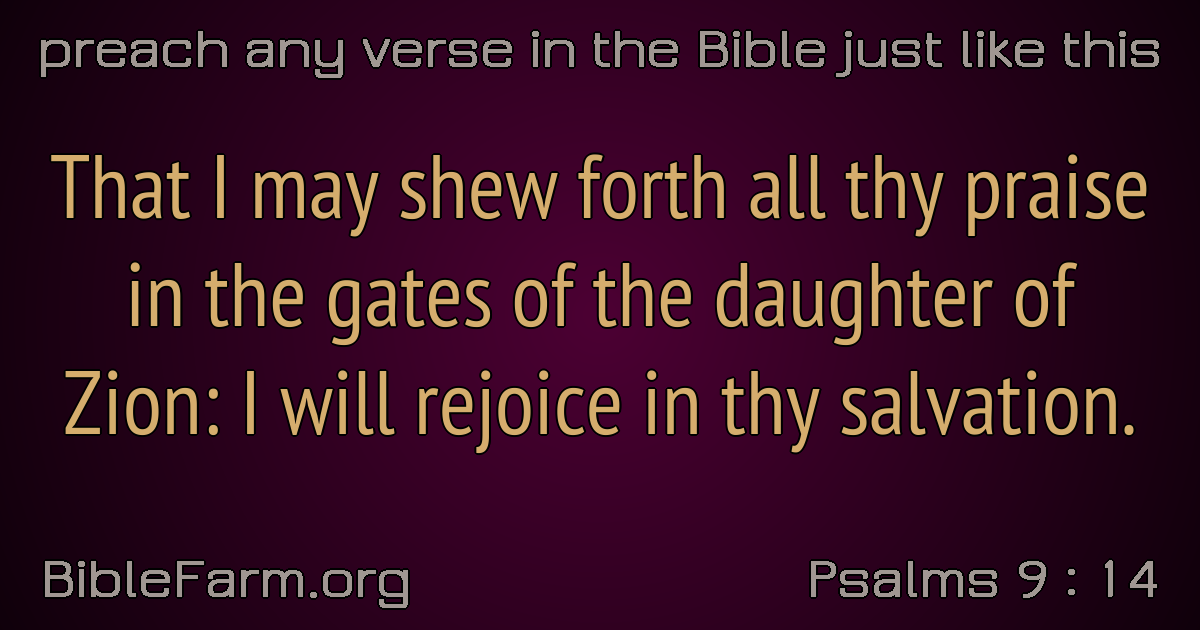 preach any verse in the Bible just like this
That I may shew forth all thy praise
in the gates of the daughter of
Zion: I will rejoice in thy salvation.
BibleFarm.org
Psalms 9 : 14